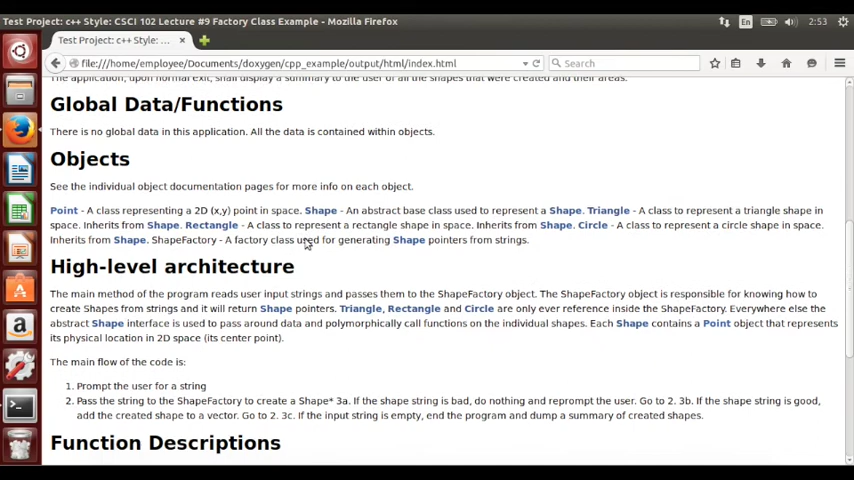 Test Project: c++ Style: CSCI 102 Lecture #9 Factory Class Example - Mozilla Firefox
En
2:53
Test Project: c++ Style: ...
file:///home/employee/Documents/doxygen/cpp_example/output/html/index.html
Search
The application, upon normal exit, shall display a summary to the user of all the shapes that were created and their areas.
Global Data/Functions
There is no global data in this application. All the data is contained within objects.
Objects
See the individual object documentation pages for more info on each object.
Point - A class representing a 2D (x,y) point in space. Shape - An abstract base class used to represent a Shape. Triangle - A class to represent a triangle shape in
space. Inherits from Shape. Rectangle - A class to represent a rectangle shape in space. Inherits from Shape. Circle - A class to represent a circle shape in space.
Inherits from Shape. ShapeFactory - A factory class used for generating Shape pointers from strings.
High-level architecture
The main method of the program reads user input strings and passes them to the ShapeFactory object. The ShapeFactory object is responsible for knowing how to
create Shapes from strings and it will return Shape pointers. Triangle, Rectangle and Circle are only ever reference inside the ShapeFactory. Everywhere else the
abstract Shape interface is used to pass around data and polymorphically call functions on the individual shapes. Each Shape contains a Point object that represents
its physical location in 2D space (its center point).
The main flow of the code is:
1. Prompt the user for a string
2. Pass the string to the ShapeFactory to create a Shape* 3a. If the shape string is bad, do nothing and reprompt the user. Go to 2. 3b. If the shape string is good,
add the created shape to a vector. Go to 2. 3c. If the input string is empty, end the program and dump a summary of created shapes.
Function Descriptions